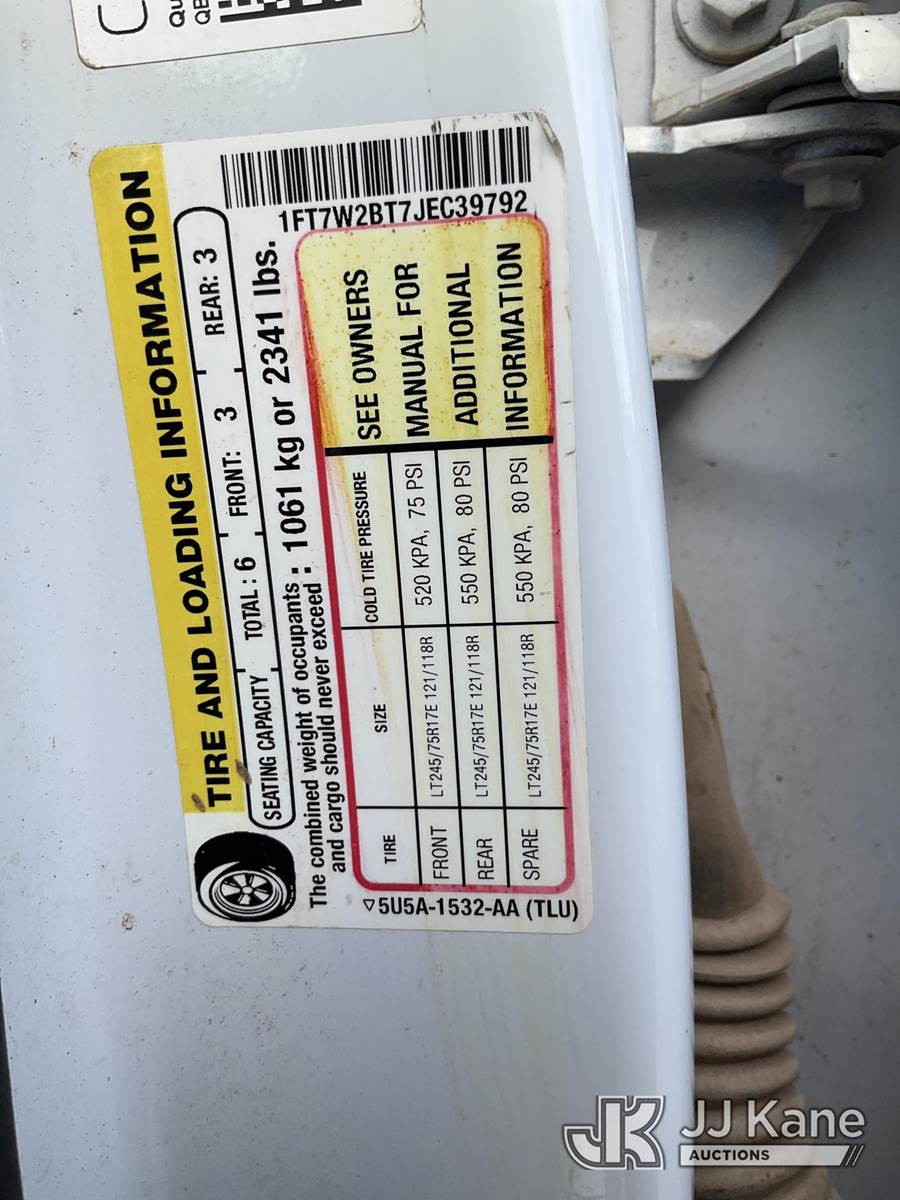 C
Qu
QB
TIRE AND LOADING INFORMATION
1FT7W2BT7JEC39792
SEATING CAPACITY TOTAL : 6 FRONT: 3 REAR: 3
The combined weight of occupants : 1061 kg or 2341 lbs.
and cargo should never exceed
TIRE SIZE COLD TIRE PRESSURE
FRONT LT245/75R17E 121/118R 520 KPA, 75 PSI
REAR LT245/75R17E 121/118R 550 KPA, 80 PSI
SPARE LT245/75R17E 121/118R 550 KPA, 80 PSI
SEE OWNERS
MANUAL FOR
ADDITIONAL
INFORMATION
5U5A-1532-AA (TLU)
JK JJ Kane
AUCTIONS